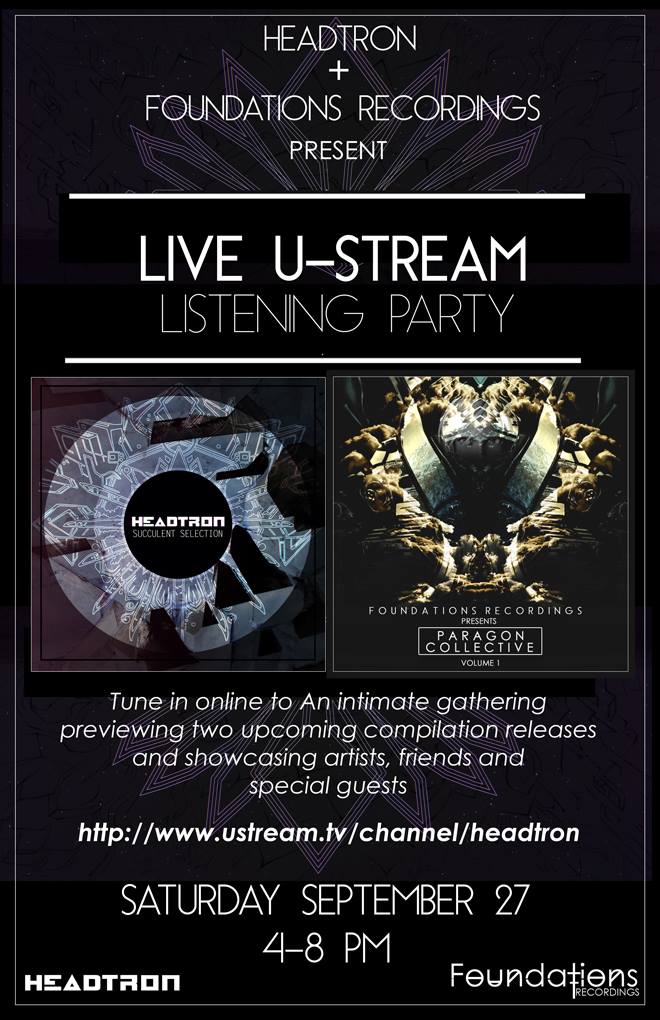 HEADTRON
+
FOUNDATIONS RECORDINGS
PRESENT
LIVE U-STREAM
LISTENING PARTY
HEADTRON
SUCCULENT SELECTION
FOUNDATIONS RECORDINGS
PRESENTS
PARAGON
COLLECTIVE
VOLUME 1
Tune in online to An intimate gathering
previewing two upcoming compilation releases
and showcasing artists, friends and
special guests
http://www.ustream.tv/channel/headtron
SATURDAY SEPTEMBER 27
4-8 PM
HEADTRON
Foundations
RECORDINGS